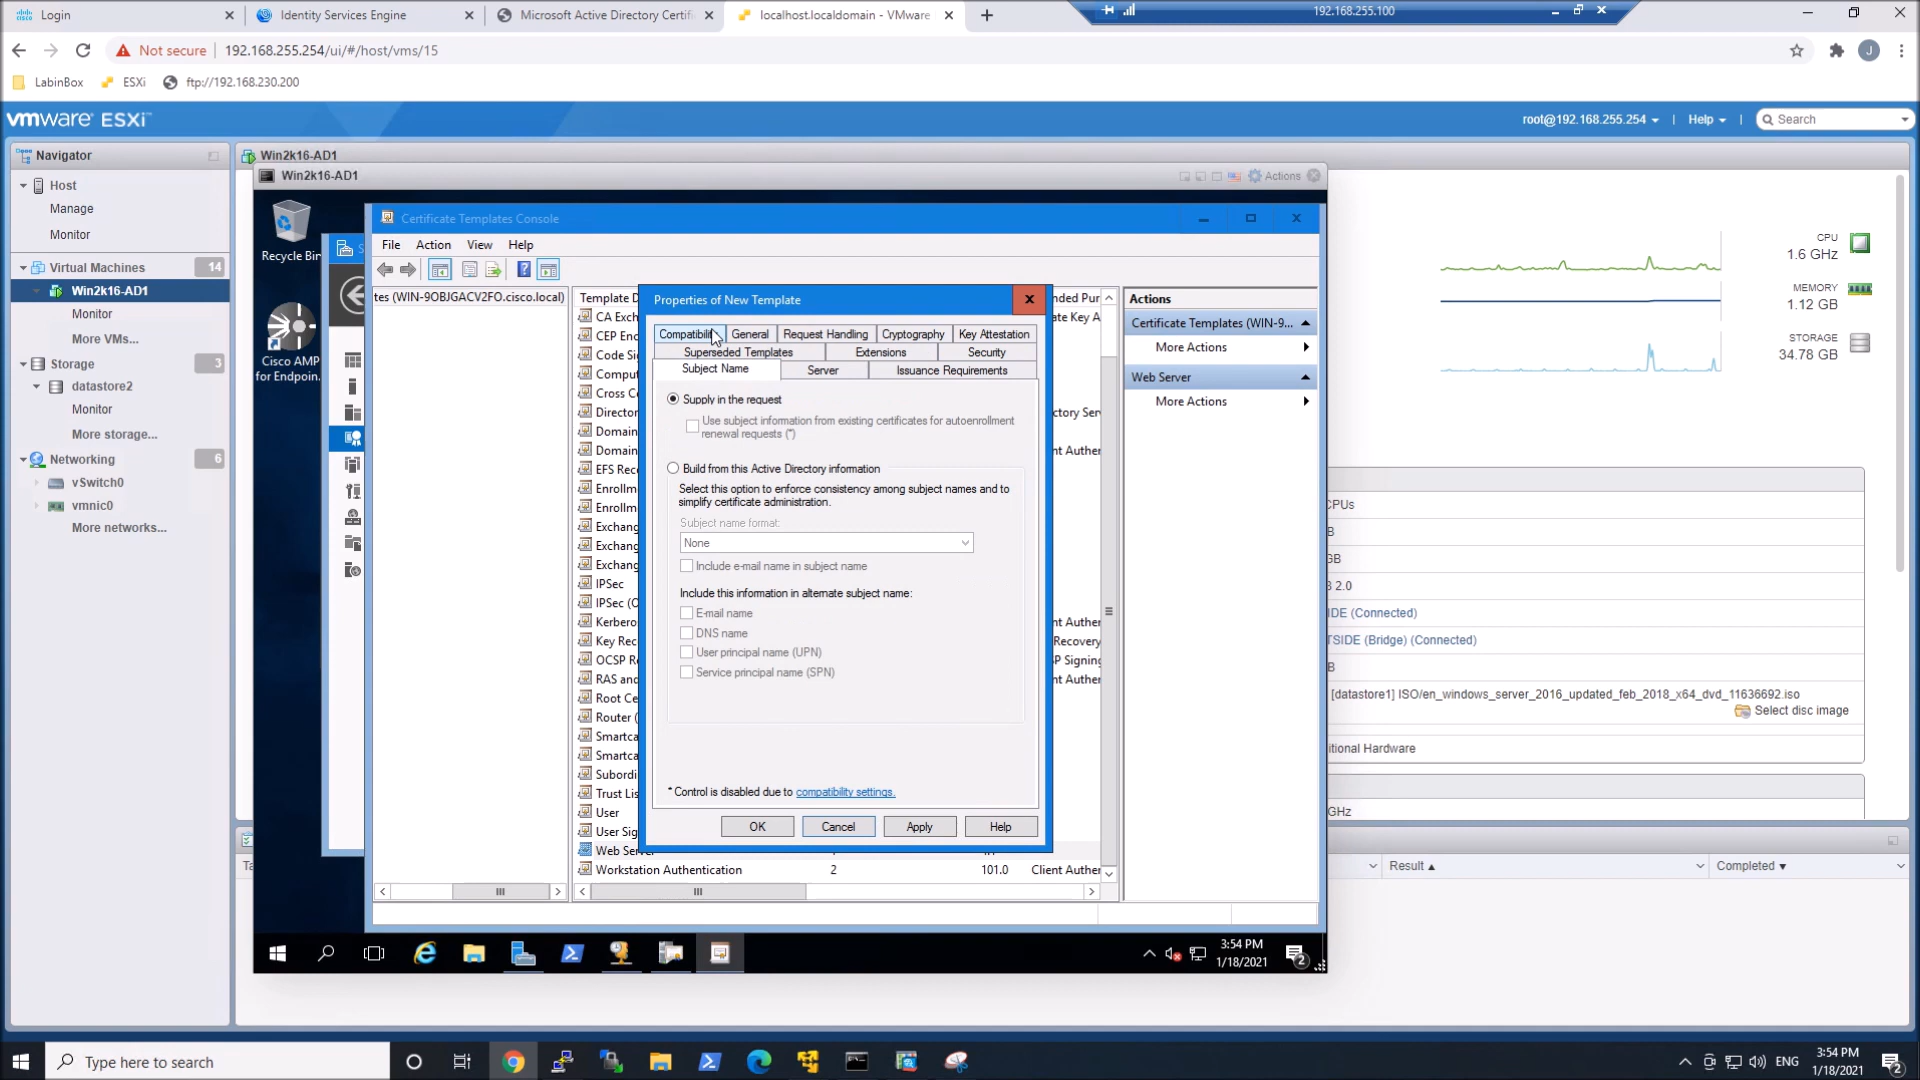 Login
Identity Services Engine
Microsoft Active Directory Certifi
localhost.localdomain - VMware
192.168.255.100
Not secure
192.168.255.254/ui/#/host/vms/15
J
LabinBox
ESXi
ftp://192.168.230.200
vmware ESXi
root@192.168.255.254
Help
Search
Navigator
Host
Manage
Monitor
Virtual Machines
14
Win2k16-AD1
Monitor
More VMs...
Storage
3
datastore2
Monitor
More storage...
Networking
6
vSwitch0
vmnic0
More networks...
Win2k16-AD1
Win2k16-AD1
Actions
Recycle Bin
Cisco AMP
for Endpoin...
Certificate Templates Console
File
Action
View
Help
tes (WIN-9OBJGACV2FO.cisco.local)
Template D
CA Exch
CEP Enc
Code Si
Comput
Cross Ce
Director
Domain
Domain
EFS Rec
Enrollm
Enrollm
Exchang
Exchang
Exchang
IPSec
IPSec (O
Kerbero
Key Rec
OCSP R
RAS and
Root Ce
Router (
Smartca
Smartca
Subordi
Trust Lis
User
User Sig
Web Ser
Workstation Authentication
2
101.0
Client Auther
Properties of New Template
Compatibility
General
Request Handling
Cryptography
Key Attestation
Superseded Templates
Extensions
Security
Subject Name
Server
Issuance Requirements
Supply in the request
Use subject information from existing certificates for autoenrollment
renewal requests (*)
Build from this Active Directory information
Select this option to enforce consistency among subject names and to
simplify certificate administration.
Subject name format:
None
Include e-mail name in subject name
Include this information in alternate subject name:
E-mail name
DNS name
User principal name (UPN)
Service principal name (SPN)
* Control is disabled due to compatibility settings.
OK
Cancel
Apply
Help
nded Pur
ate Key A
ctory Ser
nt Auther
nt Auther
Recovery
SP Signing
nt Auther
Actions
Certificate Templates (WIN-9...
More Actions
Web Server
More Actions
3:54 PM
1/18/2021
2
CPU
1.6 GHz
MEMORY
1.12 GB
STORAGE
34.78 GB
CPUs
B
GB
2.0
IDE (Connected)
TSIDE (Bridge) (Connected)
B
[datastore1] ISO/en_windows_server_2016_updated_feb_2018_x64_dvd_11636692.iso
Select disc image
itional Hardware
GHz
Ta
Result
Completed
Type here to search
ENG
3:54 PM
1/18/2021
2